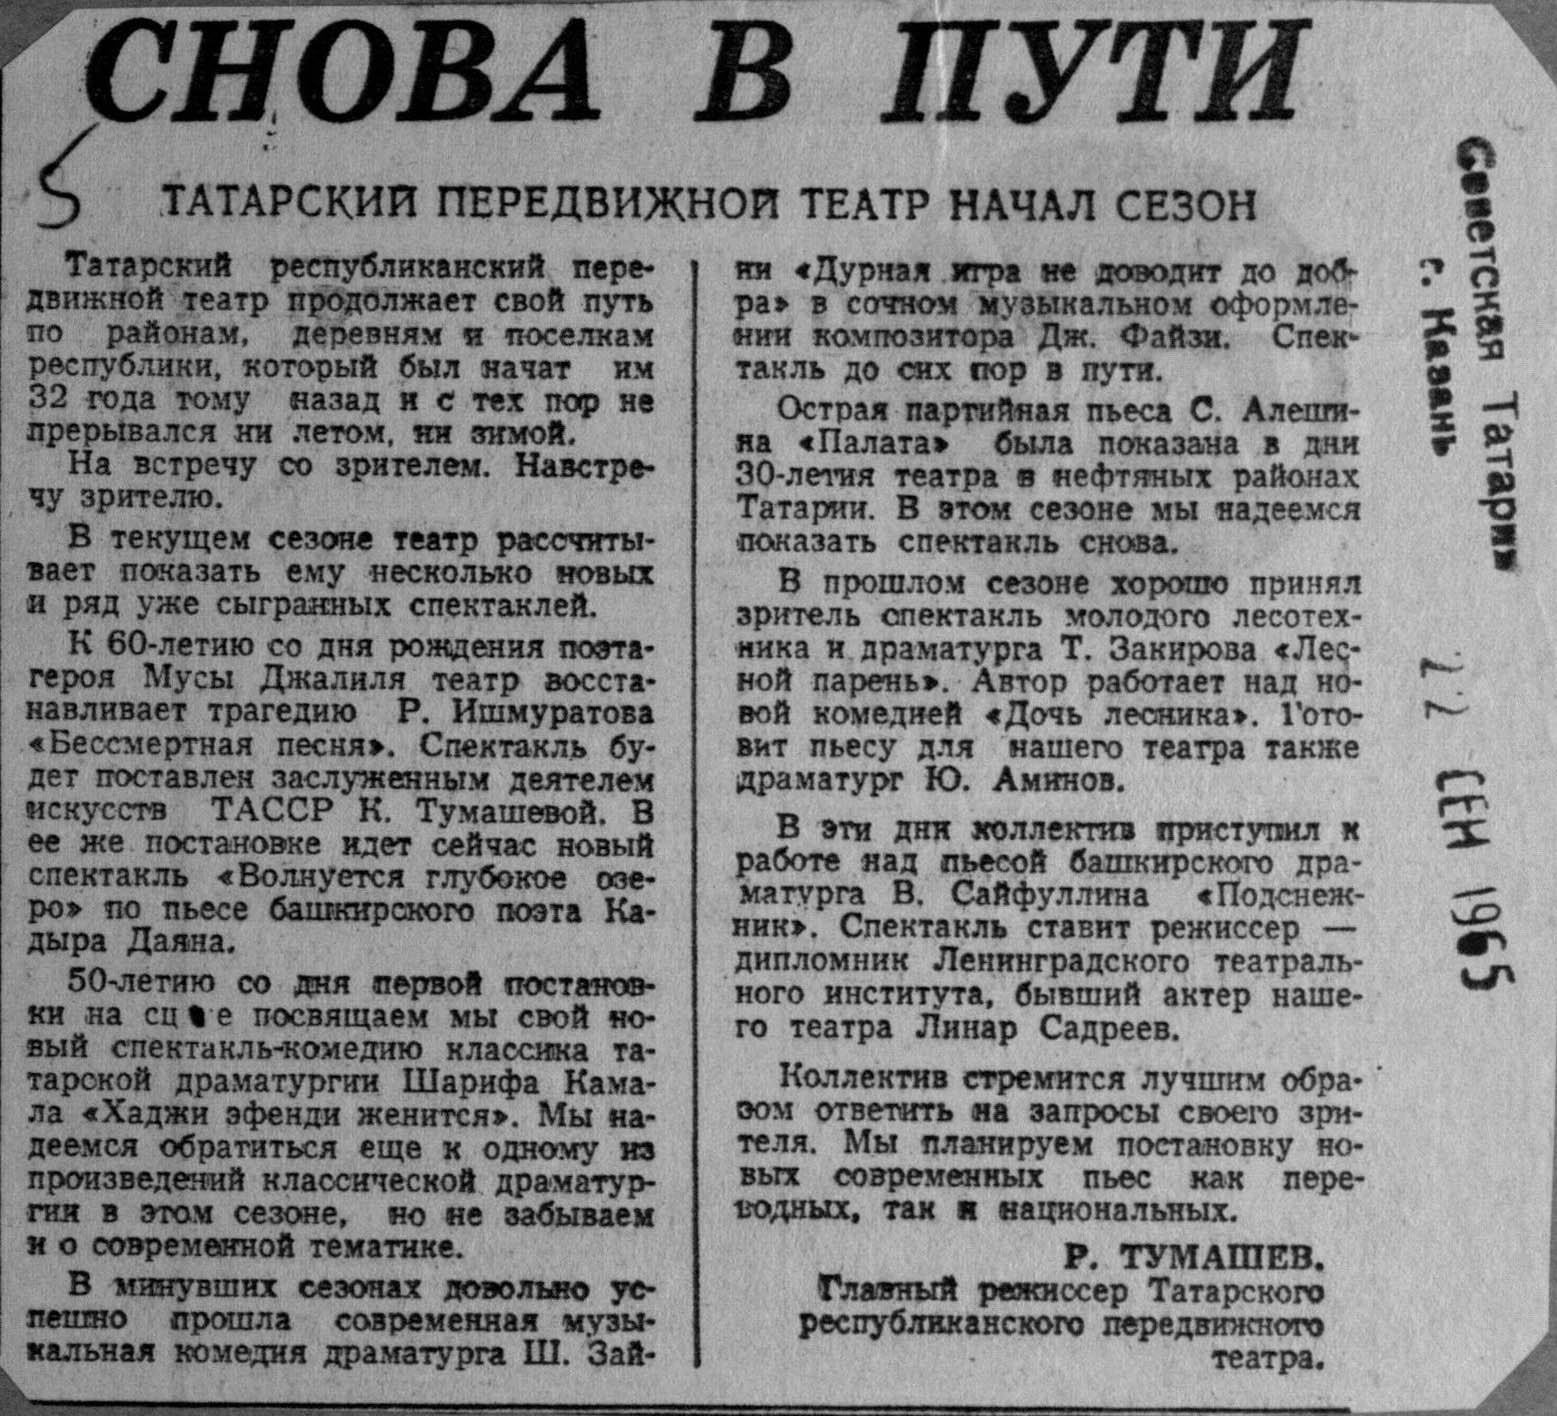 СНОВА В ПУТИ
5
ТАТАРСКИЙ ПЕРЕДВИЖНОЙ ТЕАТР НАЧАЛ СЕЗОН
Татарский республиканский пере-
движной театр продолжает свой путь
по районам, деревням и поселкам
республики, который был начат им
32 года тому назад и с тех пор не
прерывался ни летом, ни зимой.
На встречу со зрителем. Навстре-
чу зрителю.
В текущем сезоне театр рассчиты-
вает показать ему несколько новых
и ряд уже сыгранных спектаклей.
К 60-летию со дня рождения поэта-
героя Мусы Джалиля театр восста-
навливает трагедию Р. Ишмуратова
«Бессмертная песня». Спектакль бу-
дет поставлен заслуженным деятелем
искусств ТАССР К. Тумашевой. В
ее же постановке идет сейчас новый
спектакль «Волнуется глубокое озе-
ро» по пьесе башкирского поэта Ка-
дыра Даяна.
50-летию со дня первой постанов-
ки на сц е посвящаем мы свой но-
вый спектакль-комедию классика та-
тарской драматургии Шарифа Кама-
ла «Хаджи эфенди женится». Мы на-
деемся обратиться еще к одному из
произведений классической драматур-
гии в этом сезоне, но не забываем
и о современной тематике.
В минувших сезонах довольно ус-
пешно прошла современная музы-
кальная комедия драматурга Ш. Зай-
ни «Дурная игра не доводит до доб-
ра» в сочном музыкальном оформле-
нии композитора Дж. Файзи. Спек-
такль до сих пор в пути.
Острая партийная пьеса С. Алеши-
на «Палата» была показана в дни
30-летия театра в нефтяных районах
Татарии. В этом сезоне мы надеемся
показать спектакль снова.
В прошлом сезоне хорошо принял
зритель спектакль молодого лесотех-
ника и драматурга Т. Закирова «Лес-
ной парень». Автор работает над но-
вой комедией «Дочь лесника». Гото-
вит пьесу для нашего театра также
драматург Ю. Аминов.
В эти дни коллектив приступил к
работе над пьесой башкирского дра-
матурга В. Сайфуллина «Подснеж-
ник». Спектакль ставит режиссер —
дипломник Ленинградского театраль-
ного института, бывший актер наше-
го театра Линар Садреев.
Коллектив стремится лучшим обра-
зом ответить на запросы своего зри-
теля. Мы планируем постановку но-
вых современных пьес как пере-
водных, так и национальных.
Р. ТУМАШЕВ.
Главный режиссер Татарского
республиканского передвижного
театра.
Советская Татария»
г. Казань
22 СЕН 1965